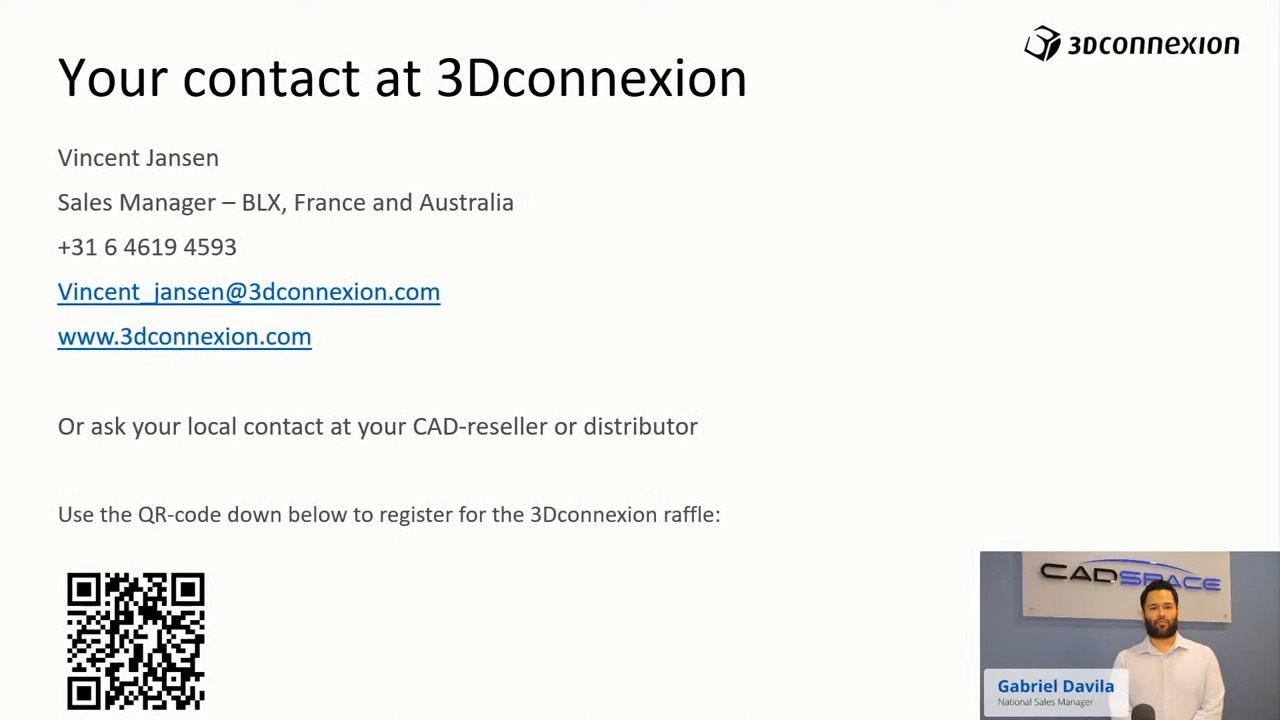 3Dconnexion
Your contact at 3Dconnexion
Vincent Jansen
Sales Manager – BLX, France and Australia
+31 6 4619 4593
Vincent_jansen@3dconnexion.com
www.3dconnexion.com
Or ask your local contact at your CAD-reseller or distributor
Use the QR-code down below to register for the 3Dconnexion raffle:
CADSPACE
Gabriel Davila
National Sales Manager